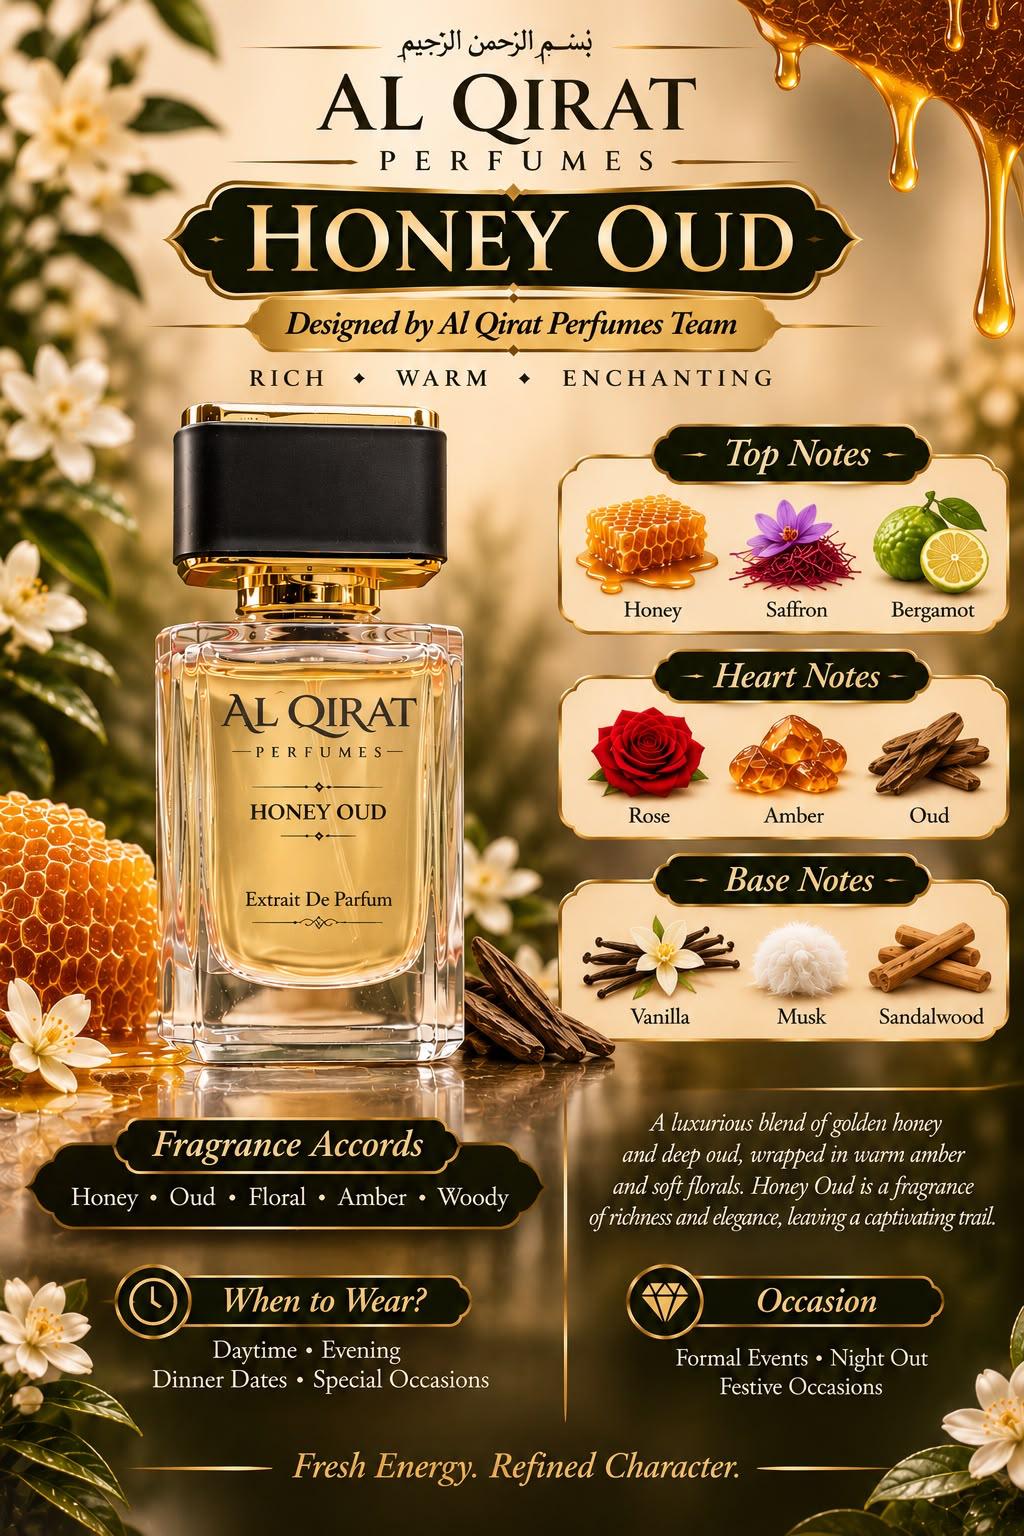 بسم الزحمن الزجيم
AL QIRAT
PERFUMES
HONEY OUD
Designed by Al Qirat Perfumes Team
RICH ◆ WARM ◆ ENCHANTING
Top Notes
Honey Saffron Bergamot
Heart Notes
Rose Amber Oud
Base Notes
Vanilla Musk Sandalwood
AL QIRAT
PERFUMES
HONEY OUD
Extrait De Parfum
Fragrance Accords
Honey • Oud • Floral • Amber • Woody
A luxurious blend of golden honey
and deep oud, wrapped in warm amber
and soft florals. Honey Oud is a fragrance
of richness and elegance, leaving a captivating trail.
When to Wear?
Daytime • Evening
Dinner Dates • Special Occasions
Occasion
Formal Events • Night Out
Festive Occasions
Fresh Energy. Refined Character.